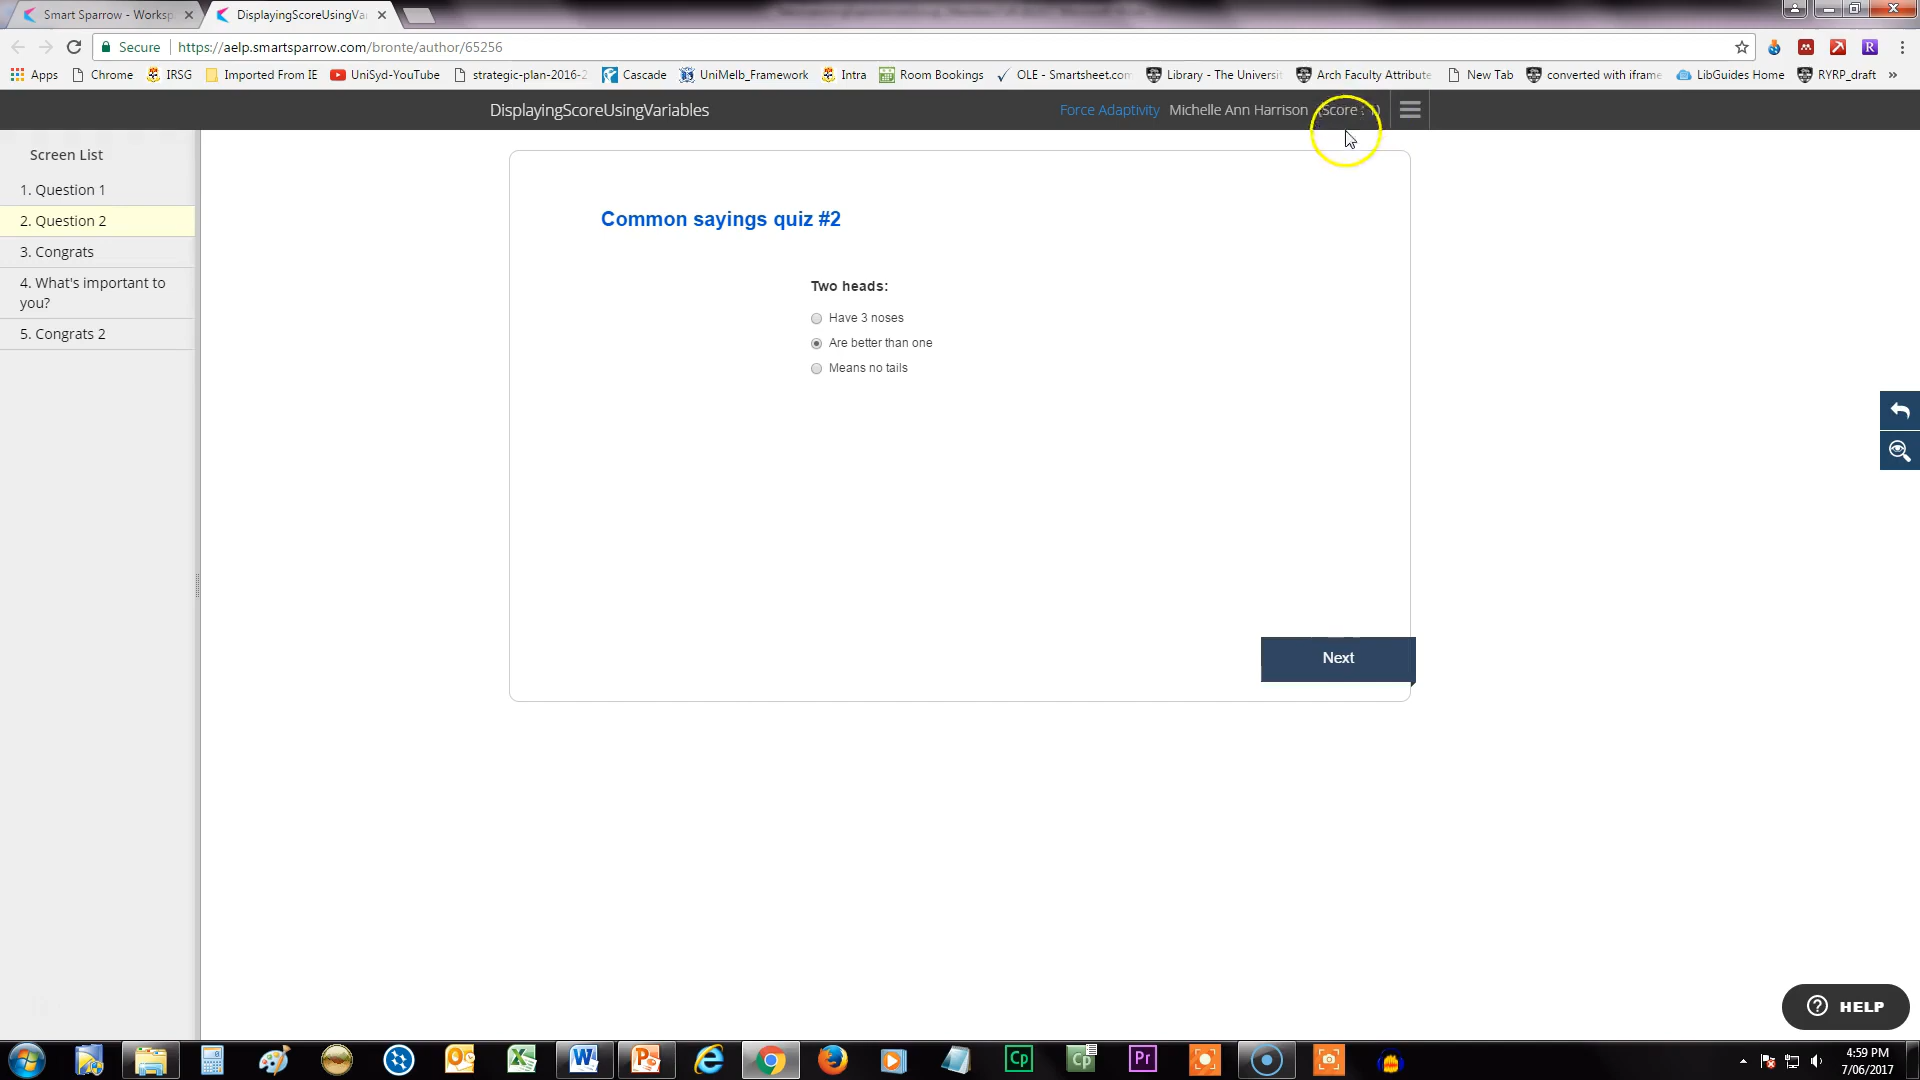 Smart Sparrow - Worksp
DisplayingScoreUsingVa
Secure
https://aelp.smartsparrow.com/bronte/author/65256
Apps
Chrome
IRSG
Imported From IE
UniSyd-YouTube
strategic-plan-2016-2
Cascade
UniMelb_Framework
Intra
Room Bookings
OLE - Smartsheet.com
Library - The Universi
Arch Faculty Attribute
New Tab
converted with iframe
LibGuides Home
RYRP_draft
DisplayingScoreUsingVariables
Force Adaptivity
Michelle Ann Harrison
(Score :
Screen List
1. Question 1
2. Question 2
3. Congrats
4. What's important to
you?
5. Congrats 2
Common sayings quiz #2
Two heads:
Have 3 noses
Are better than one
Means no tails
Next
HELP
4:59 PM
7/06/2017